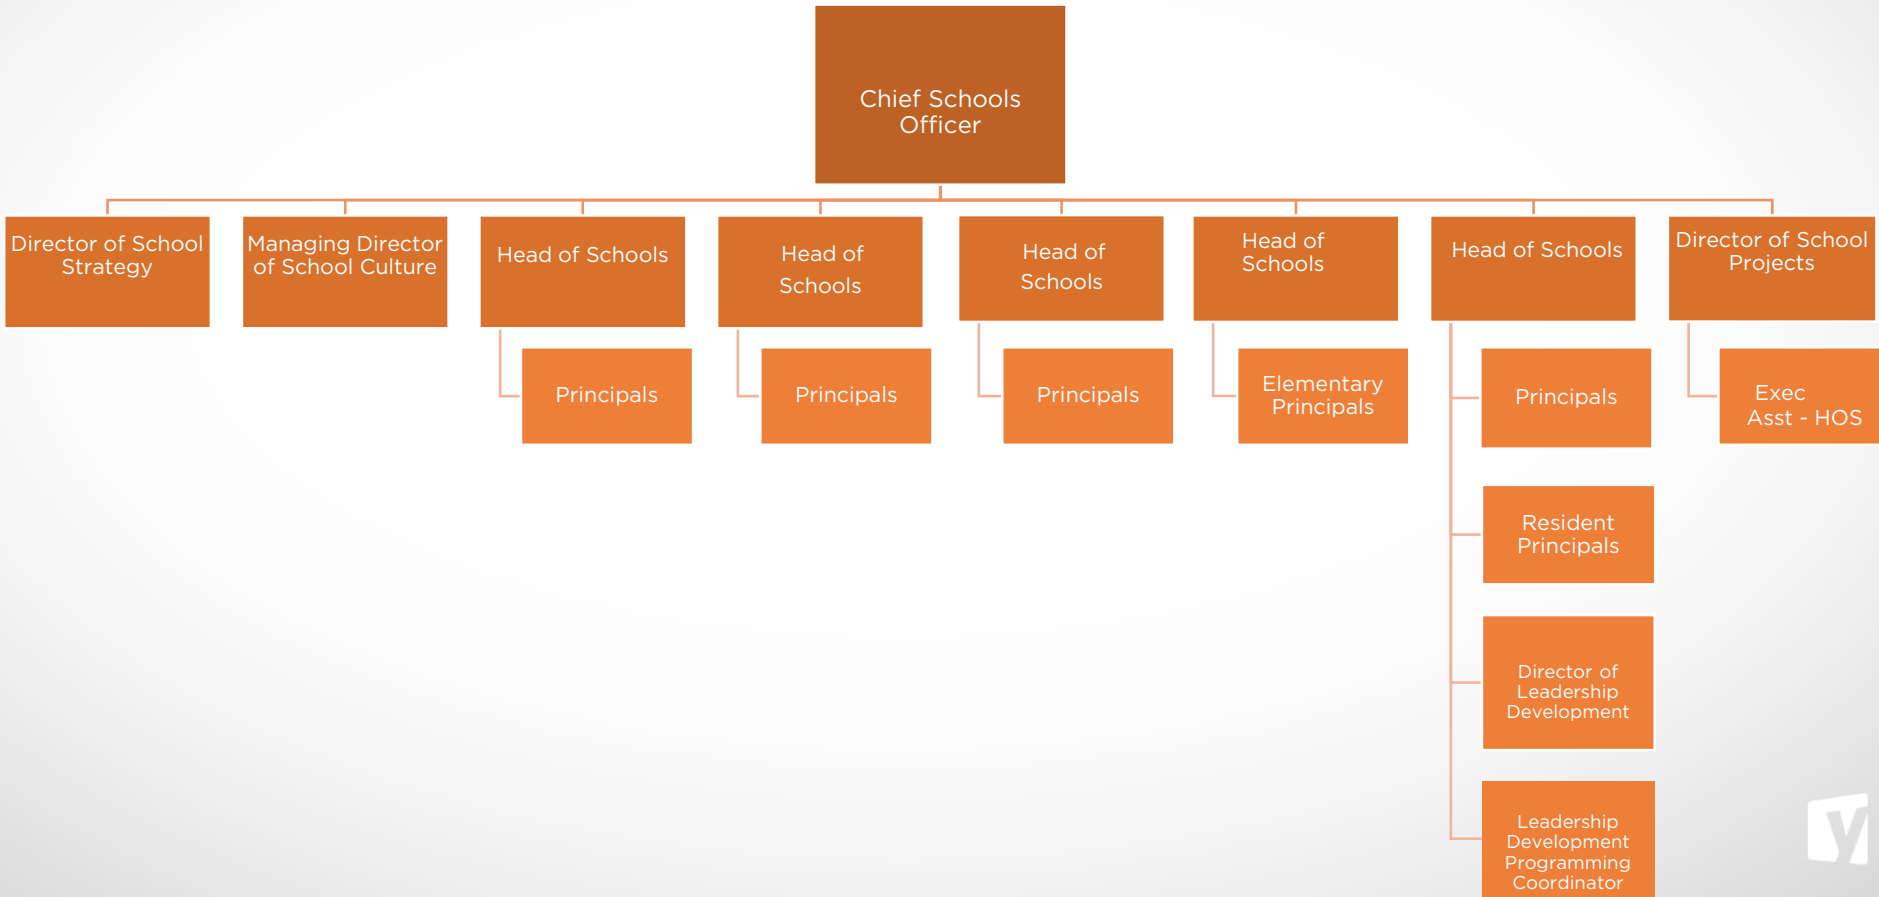 Chief Schools
Officer
Director of School
Strategy
Managing Director
of School Culture
Head of Schools
Head of
Schools
Head of
Schools
Head of
Schools
Head of Schools
Director of School
Projects
Principals
Principals
Principals
Elementary
Principals
Principals
Exec
Asst - HOS
Resident
Principals
Director of
Leadership
Development
Leadership
Development
Programming
Coordinator
y